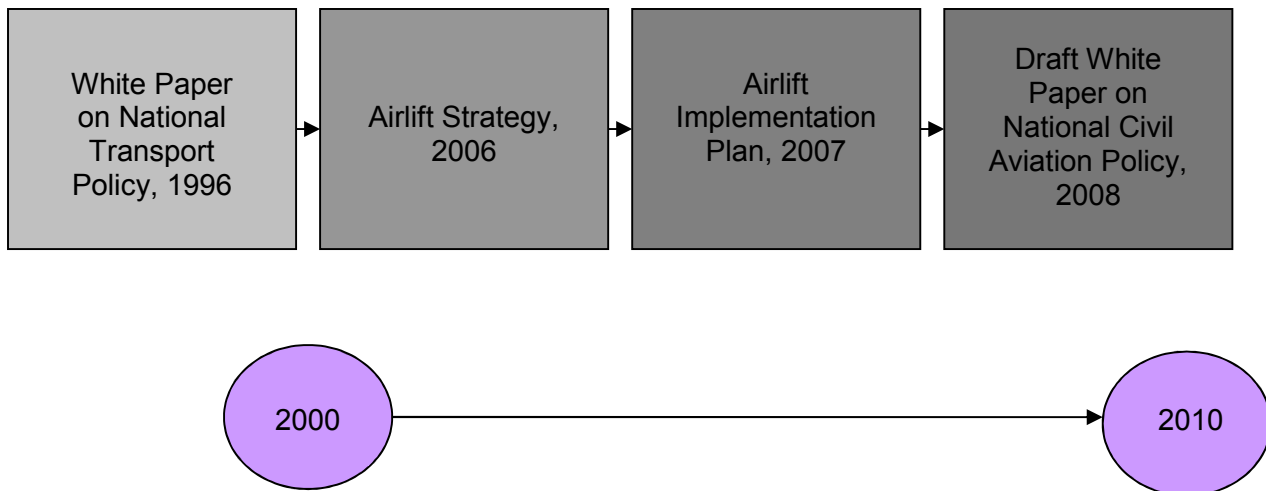 White Paper
on National
Transport
Policy, 1996
Airlift Strategy,
2006
Airlift
Implementation
Plan, 2007
Draft White
Paper on
National Civil
Aviation Policy,
2008
2000
2010